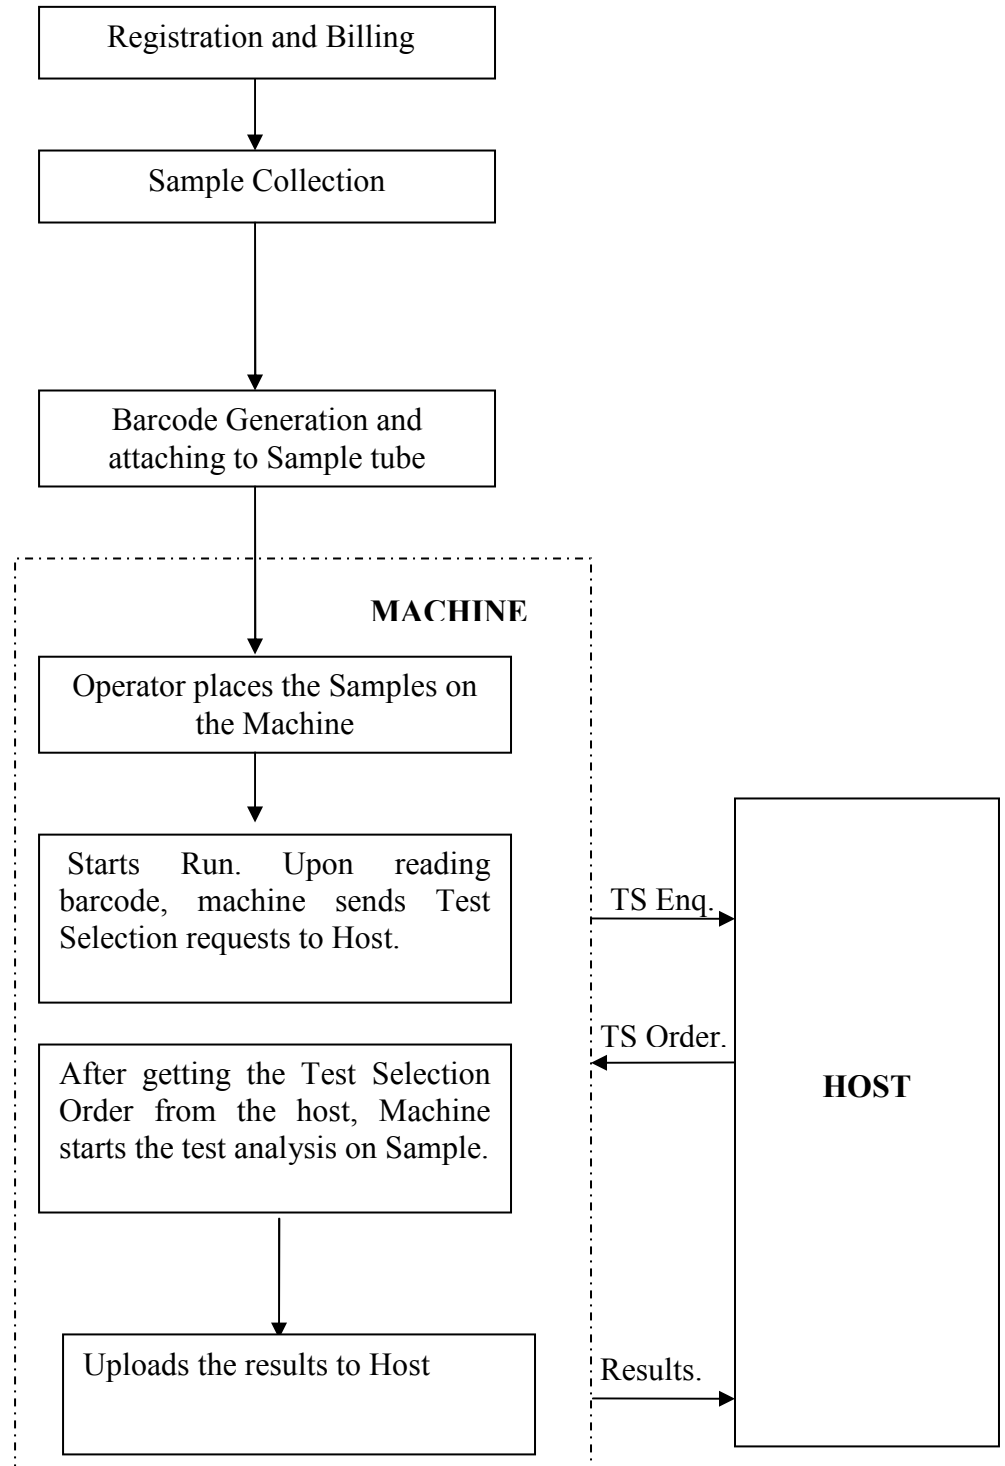 Registration and Billing
Sample Collection
Barcode Generation and
attaching to Sample tube
MACHINE
Operator places the Samples on
the Machine
Starts Run. Upon reading
barcode, machine sends Test
Selection requests to Host.
TS Enq.
TS Order.
After getting the Test Selection
Order from the host, Machine
starts the test analysis on Sample.
HOST
Uploads the results to Host
Results.